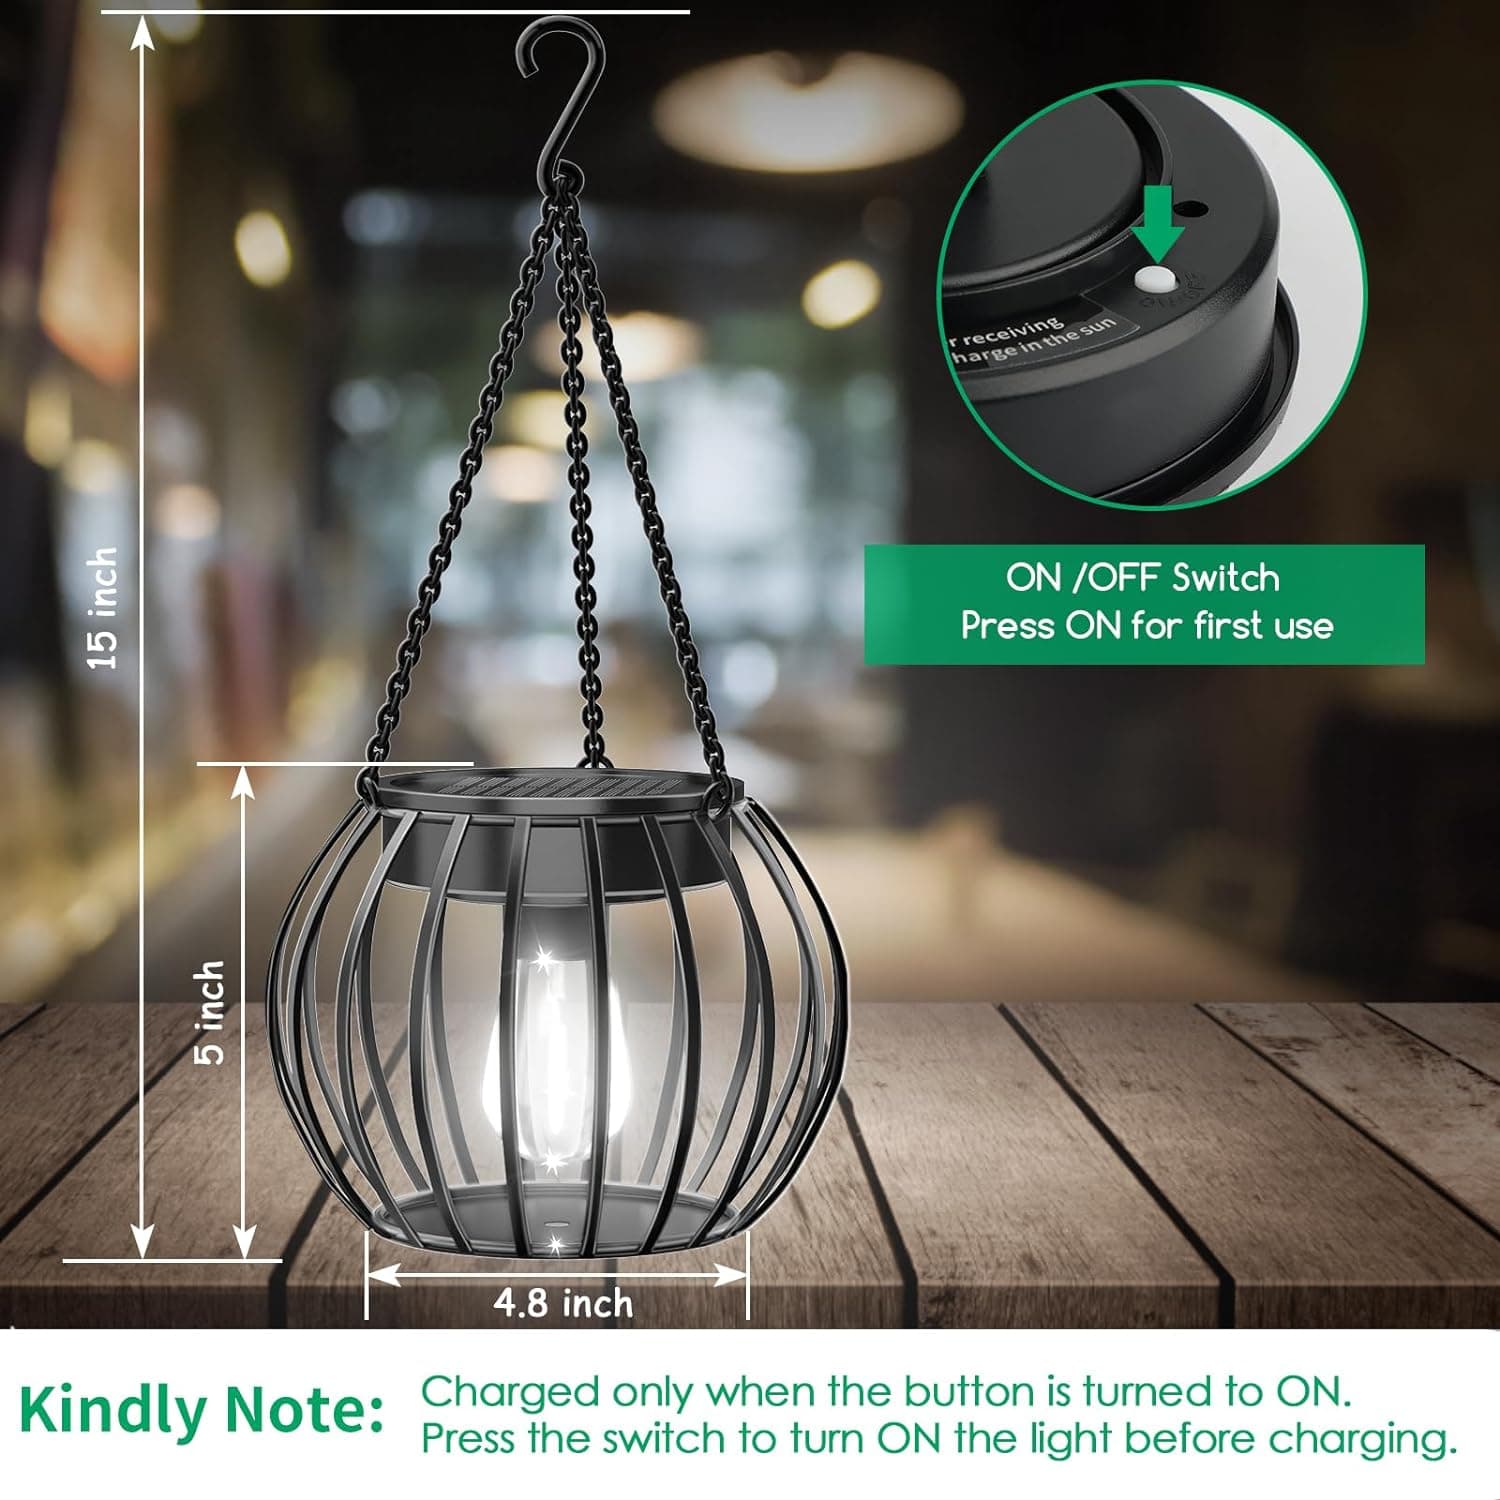 15 inch
5 inch
4.8 inch
receiving
in the sun
ON/OFF
ON /OFF Switch
Press ON for first use
Kindly Note:
Charged only when the button is turned to ON.
Press the switch to turn ON the light before charging.